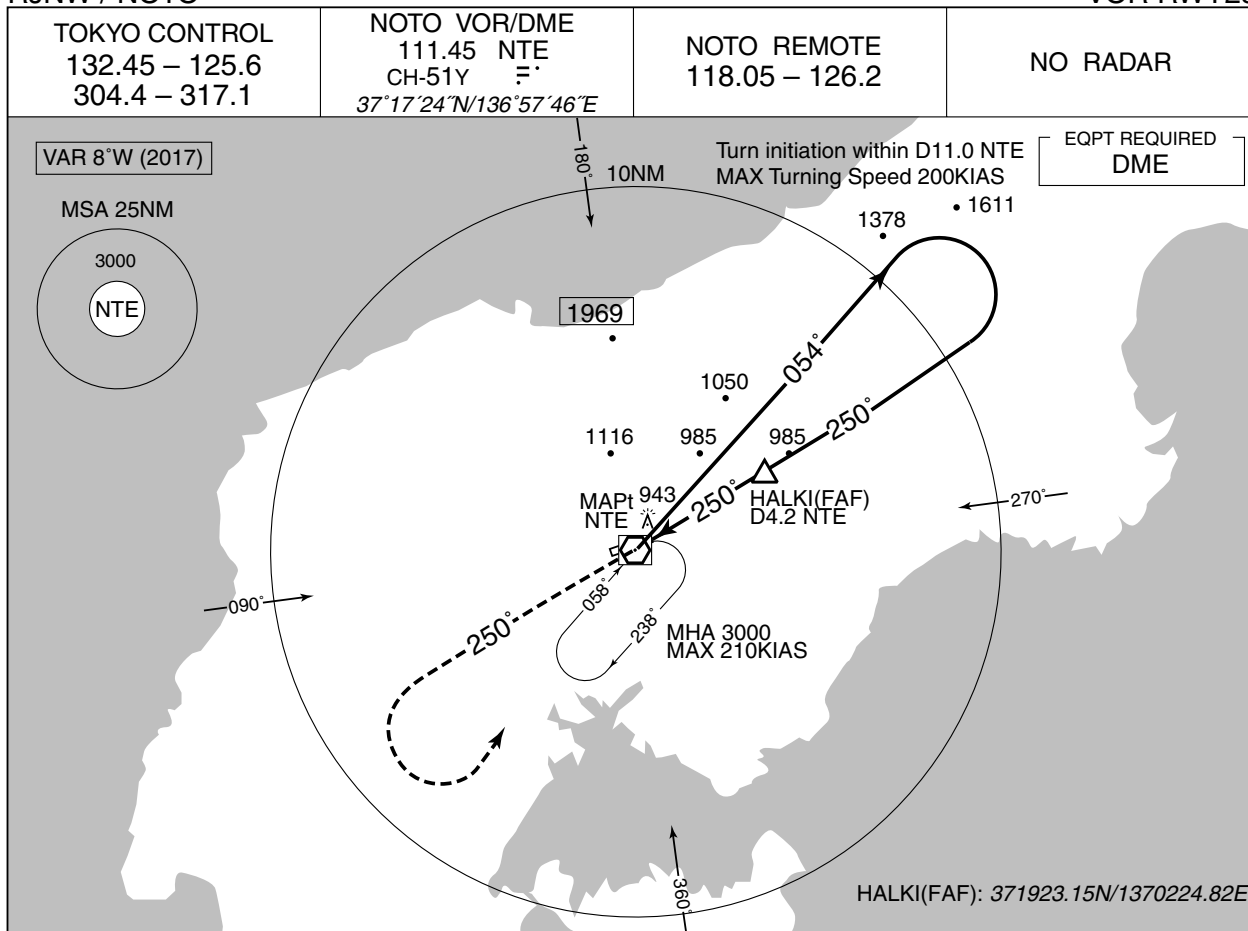 TOKYO CONTROL
132.45 – 125.6
304.4 – 317.1
NOTO VOR/DME
111.45 NTE
CH-51Y
37°17´24˝N/136°57´46˝E
NOTO REMOTE
118.05 – 126.2
NO RADAR
VAR 8°W (2017)
MSA 25NM
3000
NTE
180°
10NM
Turn initiation within D11.0 NTE
MAX Turning Speed 200KIAS
EQPT REQUIRED
DME
1378
1611
1969
054°
1050
250°
1116
985
985
MAPt
NTE
943
250°
HALKI(FAF)
D4.2 NTE
270°
090°
058°
238°
250°
MHA 3000
MAX 210KIAS
360°
HALKI(FAF): 371923.15N/1370224.82E